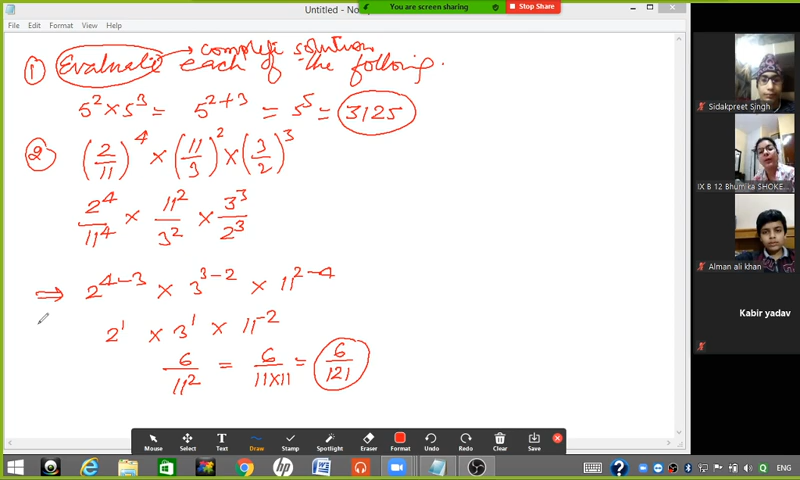 Untitled - No
You are screen sharing
Stop Share
File Edit Format View Help
1 Evaluate → complete solution
each of the following.
5² × 5³ = 5²⁺³ = 5⁵ = 3125
2 (2/11)⁴ × (11/3)² × (3/2)³
2⁴/11⁴ × 11²/3² × 3³/2³
⇒ 2⁴⁻³ × 3³⁻² × 11²⁻⁴
2¹ × 3¹ × 11⁻²
6/11² = 6/11×11 = 6/121
Sidakpreet Singh
IX B 12 Bhumika SHOKE
Alman ali khan
Kabir yadav
Mouse Select Text Draw Stamp Spotlight Eraser Format Undo Redo Clear Save
ENG